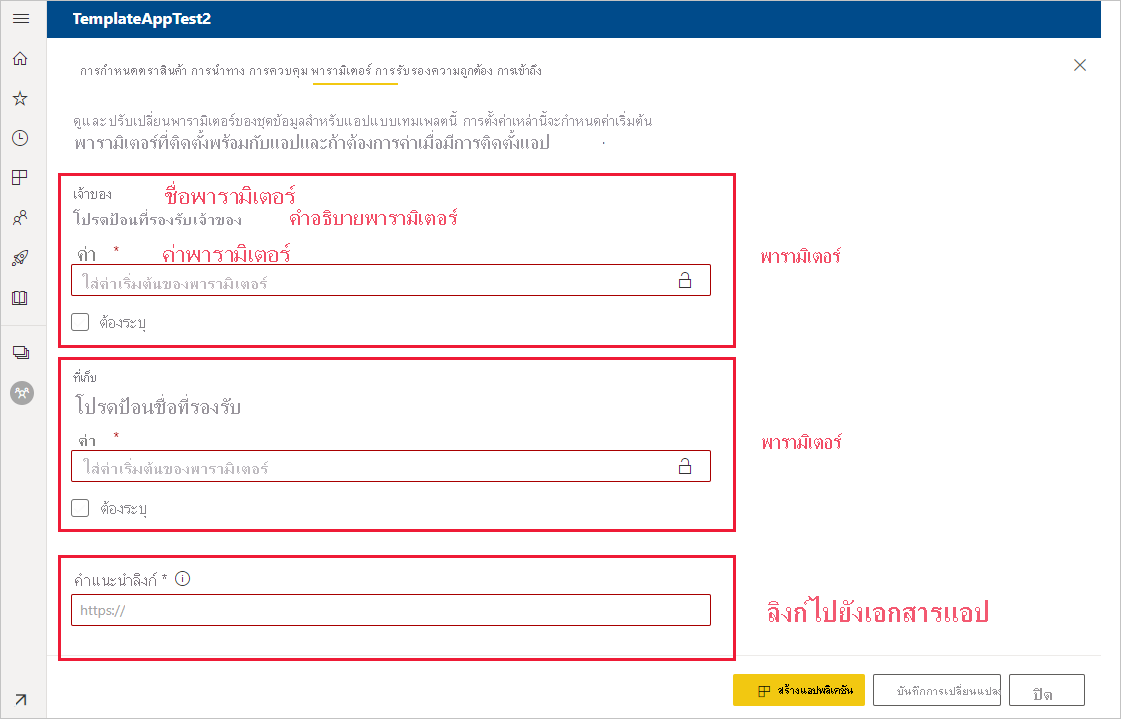 TemplateAppTest2
การกำหนดตราสินค้า การนำทาง การควบคุม พารามิเตอร์ การรับรองความถูกต้อง การเข้าถึง
ดูและปรับเปลี่ยนพารามิเตอร์ของชุดข้อมูลสำหรับแอปแบบเทมเพลตนี้ การตั้งค่าเหล่านี้จะกำหนดค่าเริ่มต้น
พารามิเตอร์ที่ติดตั้งพร้อมกับแอปและถ้าต้องการค่าเมื่อมีการติดตั้งแอป
เจ้าของ ชื่อพารามิเตอร์
โปรดป้อนที่รองรับเจ้าของ คำอธิบายพารามิเตอร์
ค่า * ค่าพารามิเตอร์
พารามิเตอร์
ใส่ค่าเริ่มต้นของพารามิเตอร์
ต้องระบุ
ที่เก็บ
โปรดป้อนชื่อที่รองรับ
ค่า *
พารามิเตอร์
ใส่ค่าเริ่มต้นของพารามิเตอร์
ต้องระบุ
คำแนะนำลิงก์ *
https://
ลิงก์ไปยังเอกสารแอป
สร้างแอปพลิเคชัน
บันทึกการเปลี่ยนแปลง
ปิด